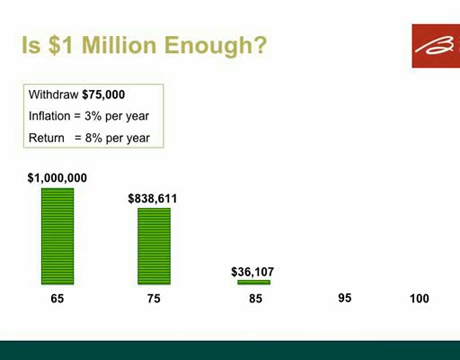 Is $1 Million Enough?
Withdraw $75,000
Inflation = 3% per year
Return = 8% per year
$1,000,000
$838,611
$36,107
65 75 85 95 100